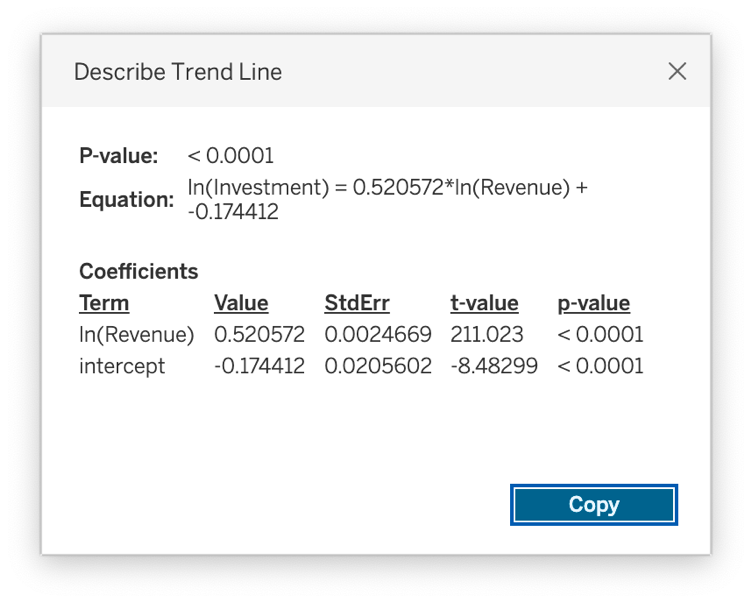 Describe Trend Line
P-value: < 0.0001
Equation: ln(Investment) = 0.520572*ln(Revenue) +
-0.174412
Coefficients
Term Value StdErr t-value p-value
ln(Revenue) 0.520572 0.0024669 211.023 < 0.0001
intercept -0.174412 0.0205602 -8.48299 < 0.0001
Copy